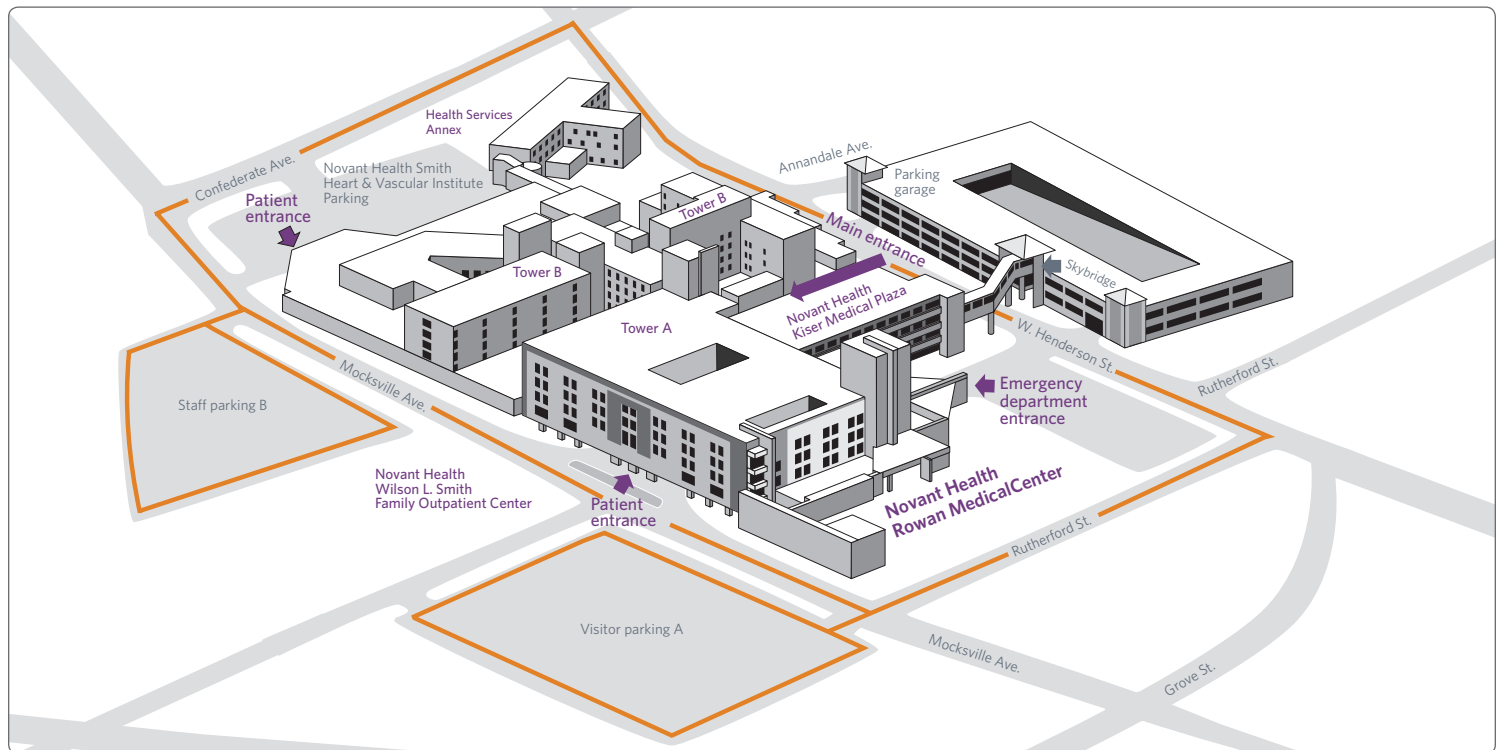 Health Services
Annex
Annandale Ave.
Parking
garage
Confederate Ave.
Novant Health Smith
Heart & Vascular Institute
Parking
Patient
entrance
Tower B
Main entrance
Skybridge
Tower B
Novant Health
Kiser Medical Plaza
Tower A
W. Henderson St.
Rutherford St.
Mocksville Ave.
Emergency
department
entrance
Staff parking B
Novant Health
Wilson L. Smith
Family Outpatient Center
Patient
entrance
Novant Health
Rowan MedicalCenter
Rutherford St.
Visitor parking A
Mocksville Ave.
Grove St.